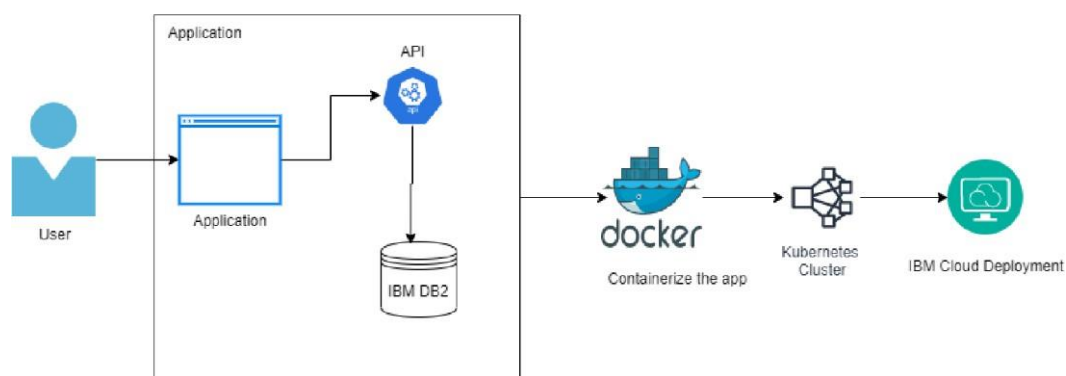 Application
API
api
Application
User
IBM DB2
docker
Containerize the app
Kubernetes
Cluster
IBM Cloud Deployment